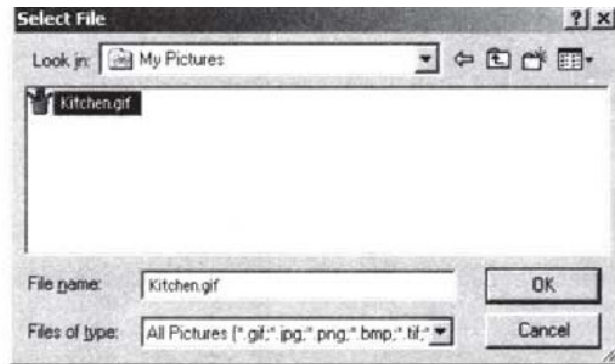 Select File
Look in: My Pictures
Kitchen.gif
File name: Kitchen.gif OK
Files of type: All Pictures (*.gif;*.jpg;*.png;*.bmp;*.tif;* Cancel